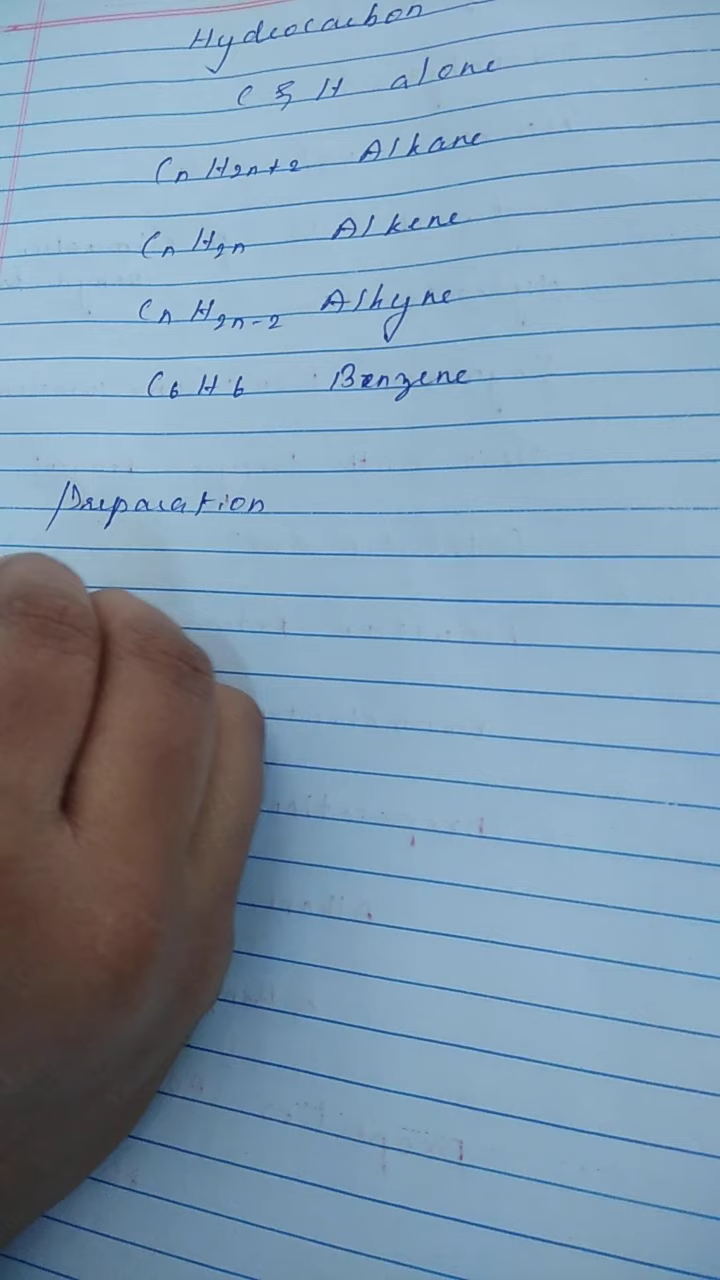 Hydrocarbon
C & H alone
CnH2n+2 Alkane
CnH2n Alkene
CnH2n-2 Alkyne
C6H6 Benzene
Preparation